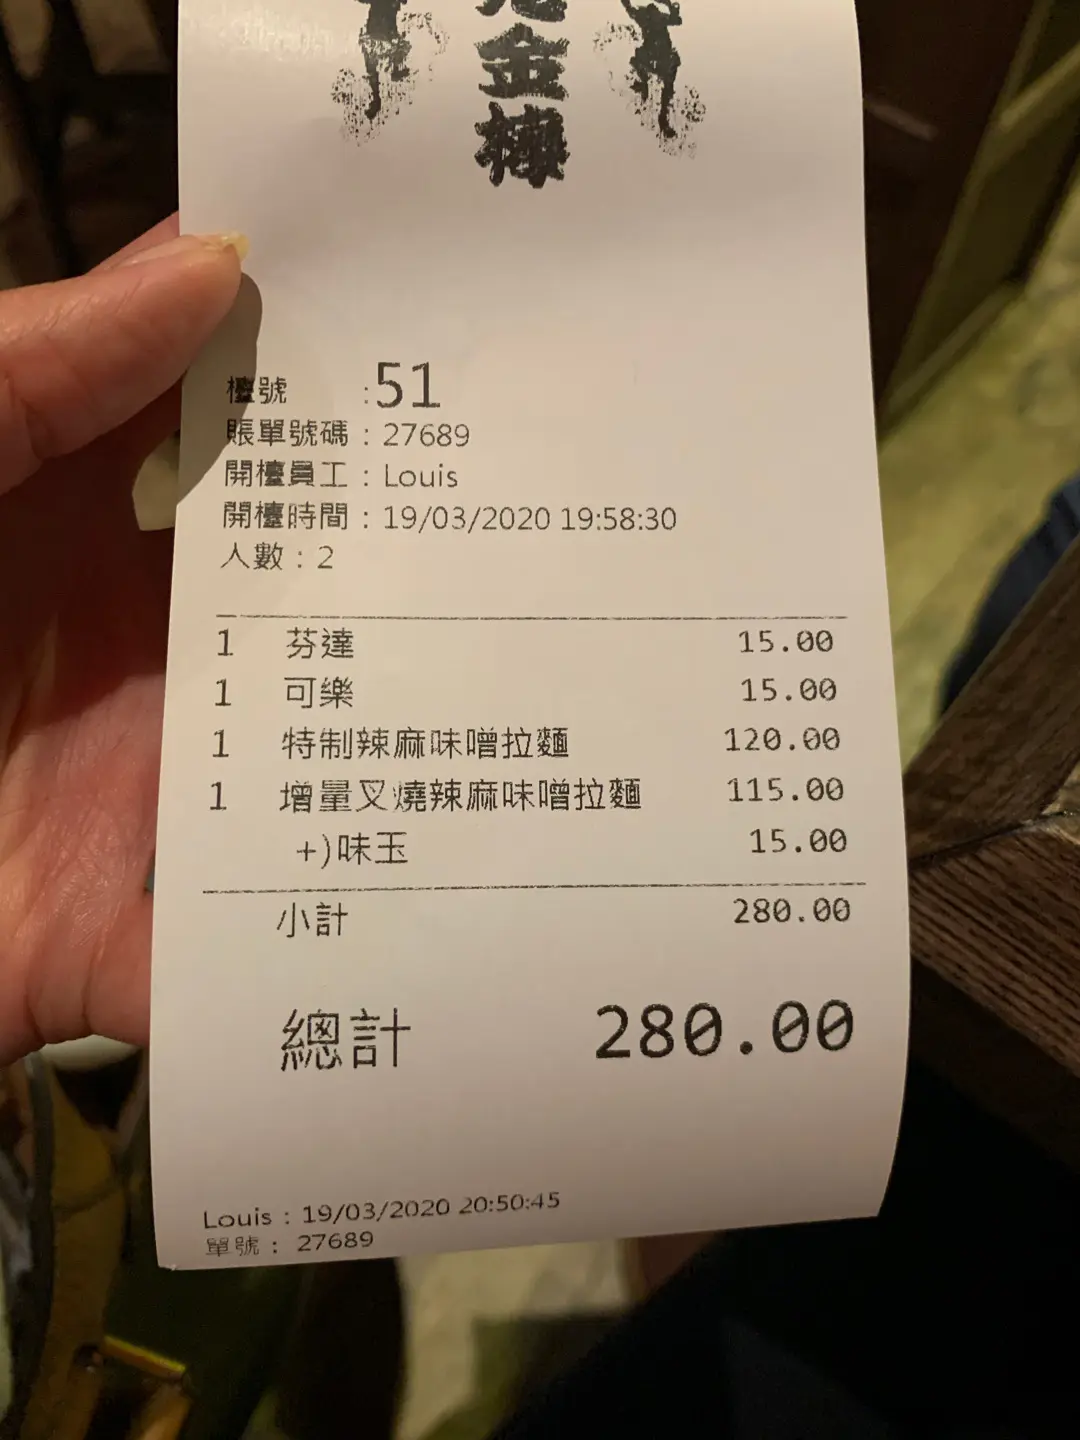 金
檯號 :51
賬單號碼 : 27689
開檯員工 : Louis
開檯時間 : 19/03/2020 19:58:30
人數 : 2
1 芬達 15.00
1 可樂 15.00
1 特制辣麻味噌拉麵 120.00
1 增量叉燒辣麻味噌拉麵 115.00
+)味玉 15.00
小計 280.00
總計 280.00
Louis : 19/03/2020 20:50:45
單號 : 27689